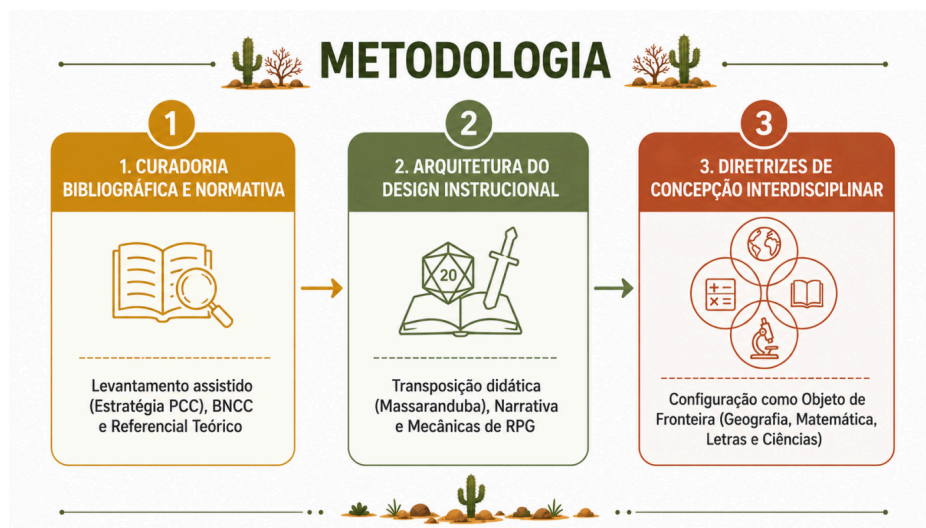 METODOLOGIA
1
1. CURADORIA
BIBLIOGRÁFICA E NORMATIVA
Levantamento assistido
(Estratégia PCC), BNCC
e Referencial Teórico
2
2. ARQUITETURA DO
DESIGN INSTRUCIONAL
20
Transposição didática
(Massaranduba), Narrativa
e Mecânicas de RPG
3
3. DIRETRIZES DE
CONCEPÇÃO INTERDISCIPLINAR
Configuração como Objeto de
Fronteira (Geografia, Matemática,
Letras e Ciências)